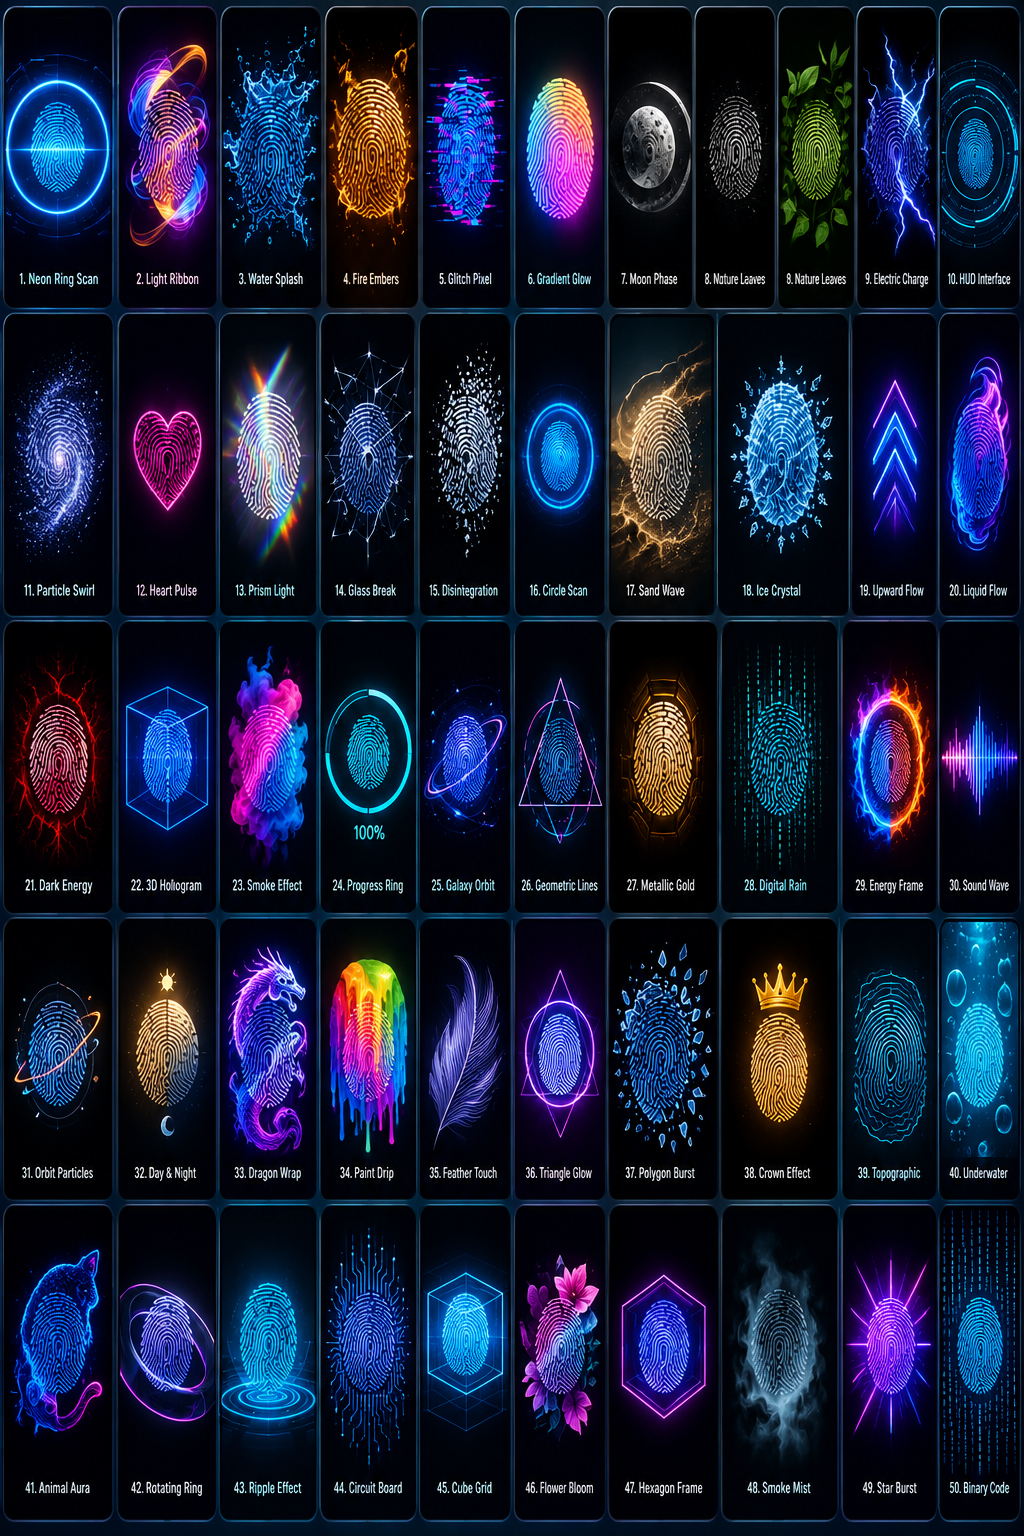 1. Neon Ring Scan
2. Light Ribbon
3. Water Splash
4. Fire Embers
5. Glitch Pixel
6. Gradient Glow
7. Moon Phase
8. Nature Leaves
8. Nature Leaves
9. Electric Charge
10. HUD Interface
11. Particle Swirl
12. Heart Pulse
13. Prism Light
14. Glass Break
15. Disintegration
16. Circle Scan
17. Sand Wave
18. Ice Crystal
19. Upward Flow
20. Liquid Flow
100%
21. Dark Energy
22. 3D Hologram
23. Smoke Effect
24. Progress Ring
25. Galaxy Orbit
26. Geometric Lines
27. Metallic Gold
28. Digital Rain
29. Energy Frame
30. Sound Wave
31. Orbit Particles
32. Day & Night
33. Dragon Wrap
34. Paint Drip
35. Feather Touch
36. Triangle Glow
37. Polygon Burst
38. Crown Effect
39. Topographic
40. Underwater
41. Animal Aura
42. Rotating Ring
43. Ripple Effect
44. Circuit Board
45. Cube Grid
46. Flower Bloom
47. Hexagon Frame
48. Smoke Mist
49. Star Burst
50. Binary Code